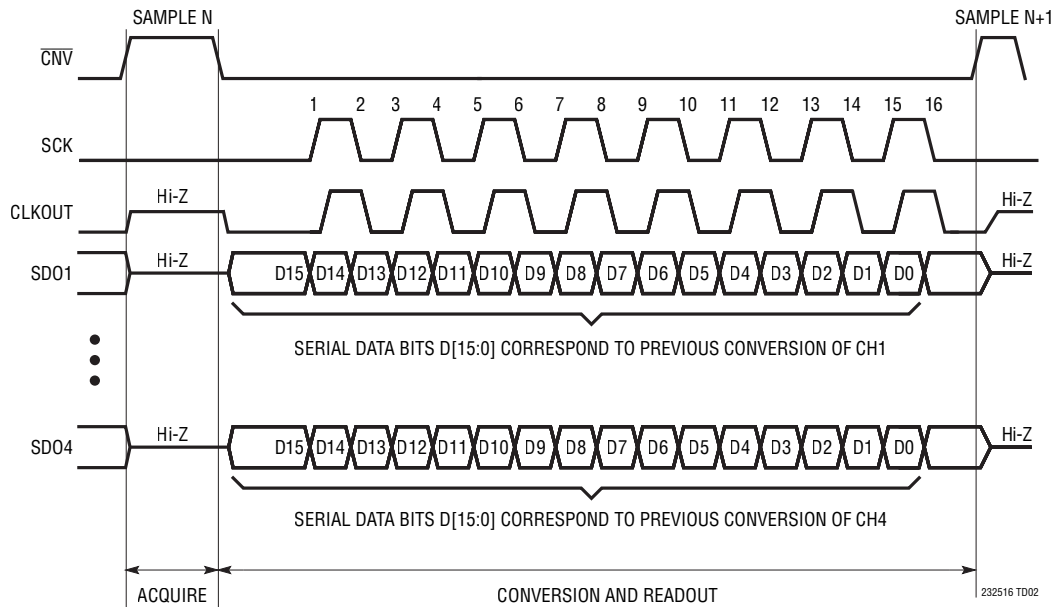 SAMPLE N SAMPLE N+1
CNV
1 2 3 4 5 6 7 8 9 10 11 12 13 14 15 16
SCK
Hi-Z Hi-Z
CLKOUT
SDO1 Hi-Z D15 D14 D13 D12 D11 D10 D9 D8 D7 D6 D5 D4 D3 D2 D1 D0 Hi-Z
SERIAL DATA BITS D[15:0] CORRESPOND TO PREVIOUS CONVERSION OF CH1
SDO4 Hi-Z D15 D14 D13 D12 D11 D10 D9 D8 D7 D6 D5 D4 D3 D2 D1 D0 Hi-Z
SERIAL DATA BITS D[15:0] CORRESPOND TO PREVIOUS CONVERSION OF CH4
ACQUIRE CONVERSION AND READOUT 232516 TD02